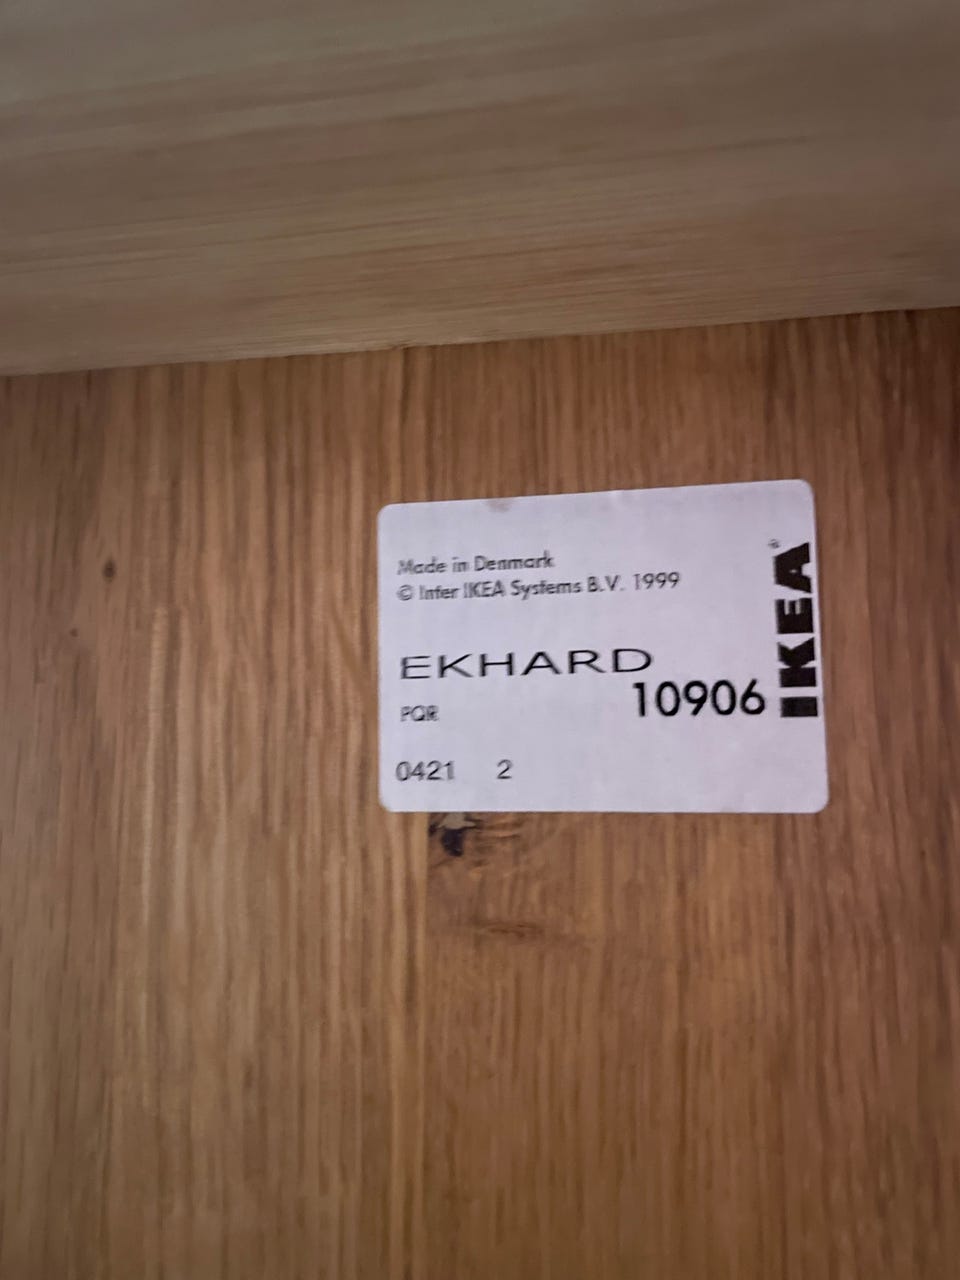 Made in Denmark
© Inter IKEA Systems B.V. 1999
EKHARD
10906
PQR
0421 2
IKEA®